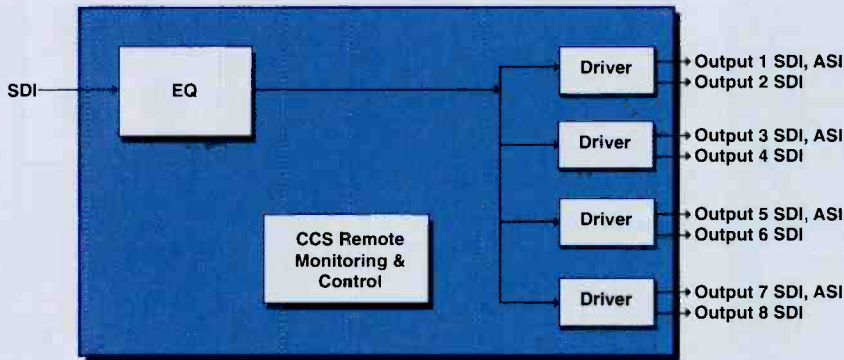 SDI
EQ
Driver
Output 1 SDI, ASI
Output 2 SDI
Driver
Output 3 SDI, ASI
Output 4 SDI
CCS Remote
Monitoring &
Control
Driver
Output 5 SDI, ASI
Output 6 SDI
Driver
Output 7 SDI, ASI
Output 8 SDI